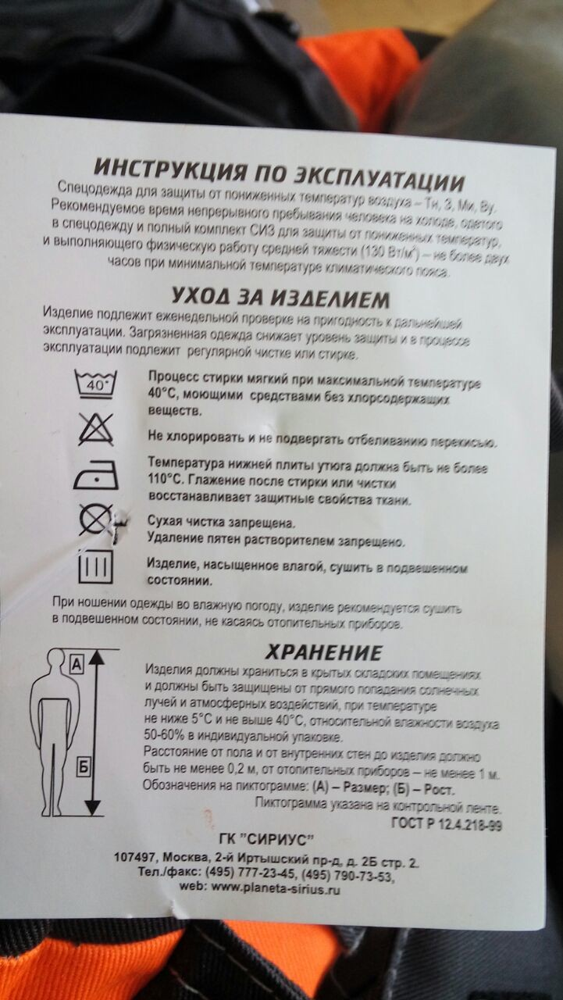 ИНСТРУКЦИЯ ПО ЭКСПЛУАТАЦИИ
Спецодежда для защиты от пониженных температур воздуха – Тн, З, Ми, Ву.
Рекомендуемое время непрерывного пребывания человека на холоде, одетого
в спецодежду и полный комплект СИЗ для защиты от пониженных температур,
и выполняющего физическую работу средней тяжести (130 Вт/м²) – не более двух
часов при минимальной температуре климатического пояса.
УХОД ЗА ИЗДЕЛИЕМ
Изделие подлежит еженедельной проверке на пригодность к дальнейшей
эксплуатации. Загрязненная одежда снижает уровень защиты и в процессе
эксплуатации подлежит регулярной чистке или стирке.
40°
Процесс стирки мягкий при максимальной температуре
40°С, моющими средствами без хлорсодержащих
веществ.
Не хлорировать и не подвергать отбеливанию перекисью.
Температура нижней плиты утюга должна быть не более
110°С. Глажение после стирки или чистки
восстанавливает защитные свойства ткани.
Сухая чистка запрещена.
Удаление пятен растворителем запрещено.
Изделие, насыщенное влагой, сушить в подвешенном
состоянии.
При ношении одежды во влажную погоду, изделие рекомендуется сушить
в подвешенном состоянии, не касаясь отопительных приборов.
ХРАНЕНИЕ
А
Б
Изделия должны храниться в крытых складских помещениях
и должны быть защищены от прямого попадания солнечных
лучей и атмосферных воздействий, при температуре
не ниже 5°С и не выше 40°С, относительной влажности воздуха
50-60% в индивидуальной упаковке.
Расстояние от пола и от внутренних стен до изделия должно
быть не менее 0,2 м, от отопительных приборов – не менее 1 м.
Обозначения на пиктограмме: (А) – Размер; (Б) – Рост.
Пиктограмма указана на контрольной ленте.
ГОСТ Р 12.4.218-99
ГК "СИРИУС"
107497, Москва, 2-й Иртышский пр-д, д. 2Б стр. 2.
Тел./факс: (495) 777-23-45, (495) 790-73-53,
web: www.planeta-sirius.ru